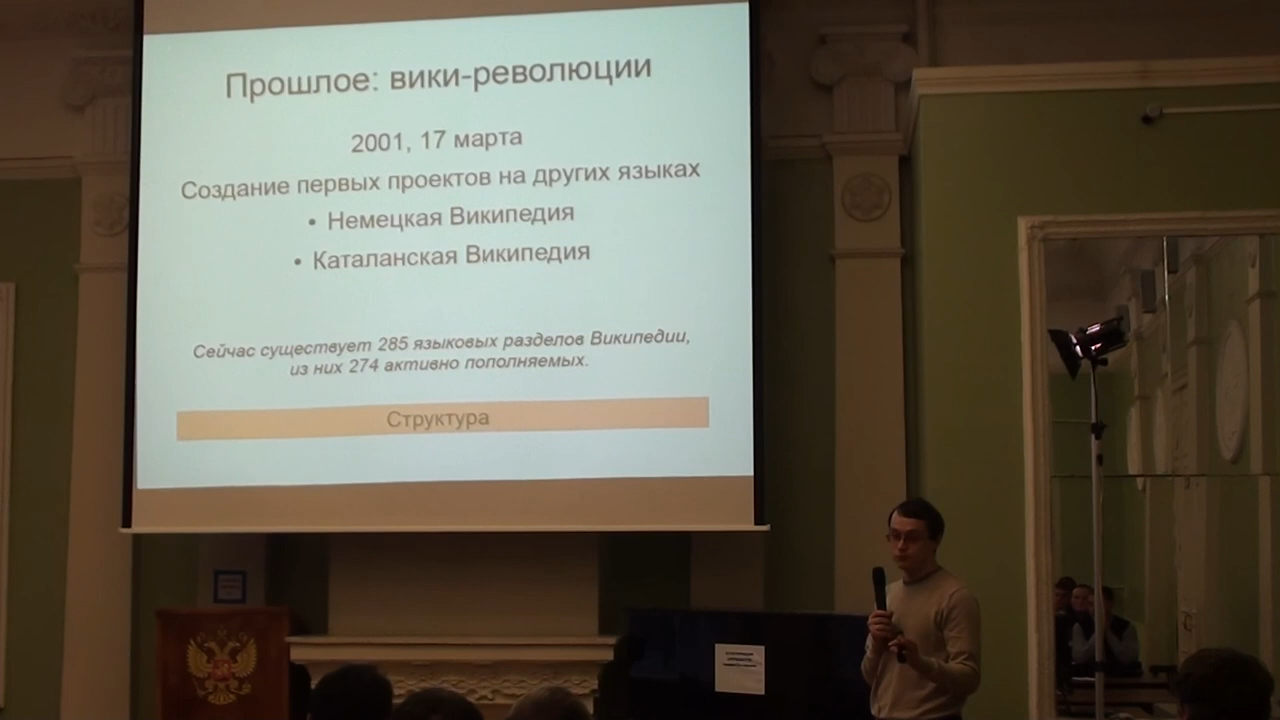 Прошлое: вики-революции
2001, 17 марта
Создание первых проектов на других языках
• Немецкая Википедия
• Каталанская Википедия
Сейчас существует 285 языковых разделов Википедии,
из них 274 активно пополняемых.
Структура